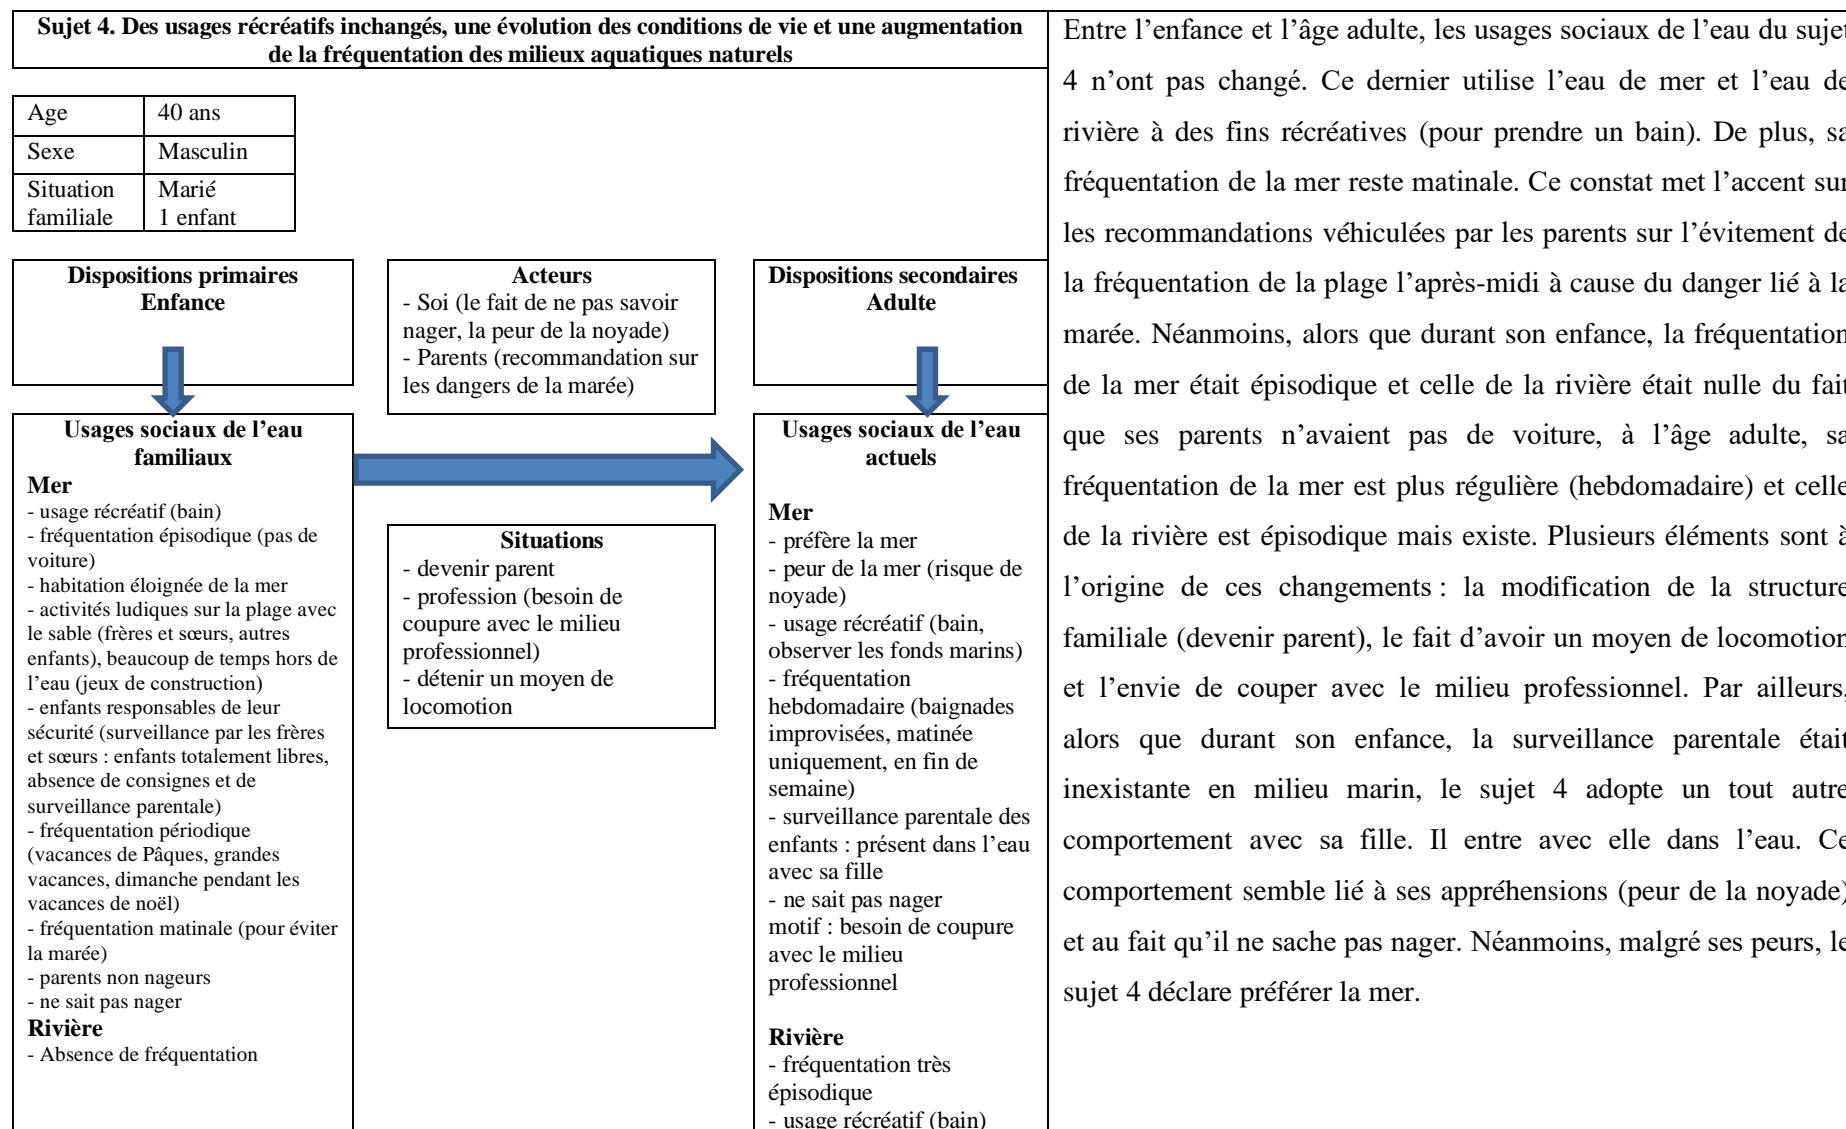 Sujet 4. Des usages récréatifs inchangés, une évolution des conditions de vie et une augmentation
de la fréquentation des milieux aquatiques naturels
Age 40 ans
Sexe Masculin
Situation familiale Marié
1 enfant
Dispositions primaires
Enfance
Acteurs
- Soi (le fait de ne pas savoir
nager, la peur de la noyade)
- Parents (recommandation sur
les dangers de la marée)
Dispositions secondaires
Adulte
Usages sociaux de l’eau
familiaux
Mer
- usage récréatif (bain)
- fréquentation épisodique (pas de
voiture)
- habitation éloignée de la mer
- activités ludiques sur la plage avec
le sable (frères et sœurs, autres
enfants), beaucoup de temps hors de
l’eau (jeux de construction)
- enfants responsables de leur
sécurité (surveillance par les frères
et sœurs : enfants totalement libres,
absence de consignes et de
surveillance parentale)
- fréquentation périodique
(vacances de Pâques, grandes
vacances, dimanche pendant les
vacances de noël)
- fréquentation matinale (pour éviter
la marée)
- parents non nageurs
- ne sait pas nager
Rivière
- Absence de fréquentation
Situations
- devenir parent
- profession (besoin de
coupure avec le milieu
professionnel)
- détenir un moyen de
locomotion
Usages sociaux de l’eau
actuels
Mer
- préfère la mer
- peur de la mer (risque de
noyade)
- usage récréatif (bain,
observer les fonds marins)
- fréquentation
hebdomadaire (baignades
improvisées, matinée
uniquement, en fin de
semaine)
- surveillance parentale des
enfants : présent dans l’eau
avec sa fille
- ne sait pas nager
motif : besoin de coupure
avec le milieu
professionnel
Rivière
- fréquentation très
épisodique
- usage récréatif (bain)
Entre l’enfance et l’âge adulte, les usages sociaux de l’eau du sujet
4 n’ont pas changé. Ce dernier utilise l’eau de mer et l’eau de
rivière à des fins récréatives (pour prendre un bain). De plus, sa
fréquentation de la mer reste matinale. Ce constat met l’accent sur
les recommandations véhiculées par les parents sur l’évitement de
la fréquentation de la plage l’après-midi à cause du danger lié à la
marée. Néanmoins, alors que durant son enfance, la fréquentation
de la mer était épisodique et celle de la rivière était nulle du fait
que ses parents n’avaient pas de voiture, à l’âge adulte, sa
fréquentation de la mer est plus régulière (hebdomadaire) et celle
de la rivière est épisodique mais existe. Plusieurs éléments sont à
l’origine de ces changements : la modification de la structure
familiale (devenir parent), le fait d’avoir un moyen de locomotion
et l’envie de couper avec le milieu professionnel. Par ailleurs,
alors que durant son enfance, la surveillance parentale était
inexistante en milieu marin, le sujet 4 adopte un tout autre
comportement avec sa fille. Il entre avec elle dans l’eau. Ce
comportement semble lié à ses appréhensions (peur de la noyade)
et au fait qu’il ne sache pas nager. Néanmoins, malgré ses peurs, le
sujet 4 déclare préférer la mer.